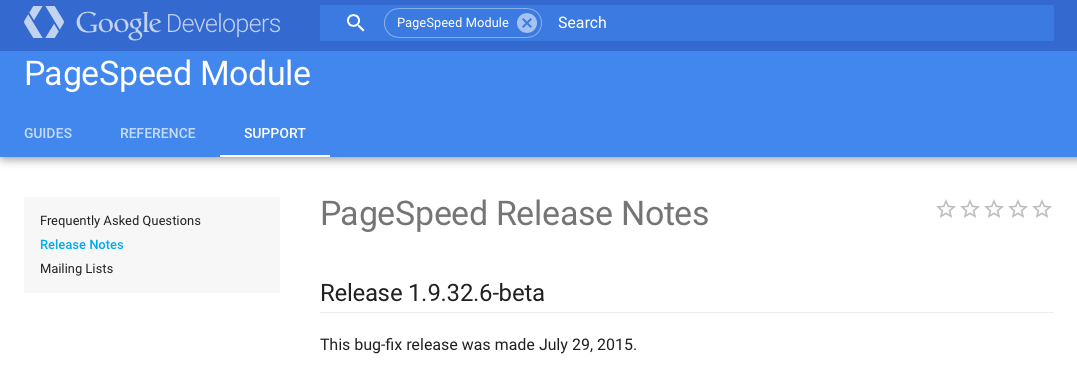 Google Developers
PageSpeed Module
Search
PageSpeed Module
GUIDES
REFERENCE
SUPPORT
Frequently Asked Questions
Release Notes
Mailing Lists
PageSpeed Release Notes
Release 1.9.32.6-beta
This bug-fix release was made July 29, 2015.